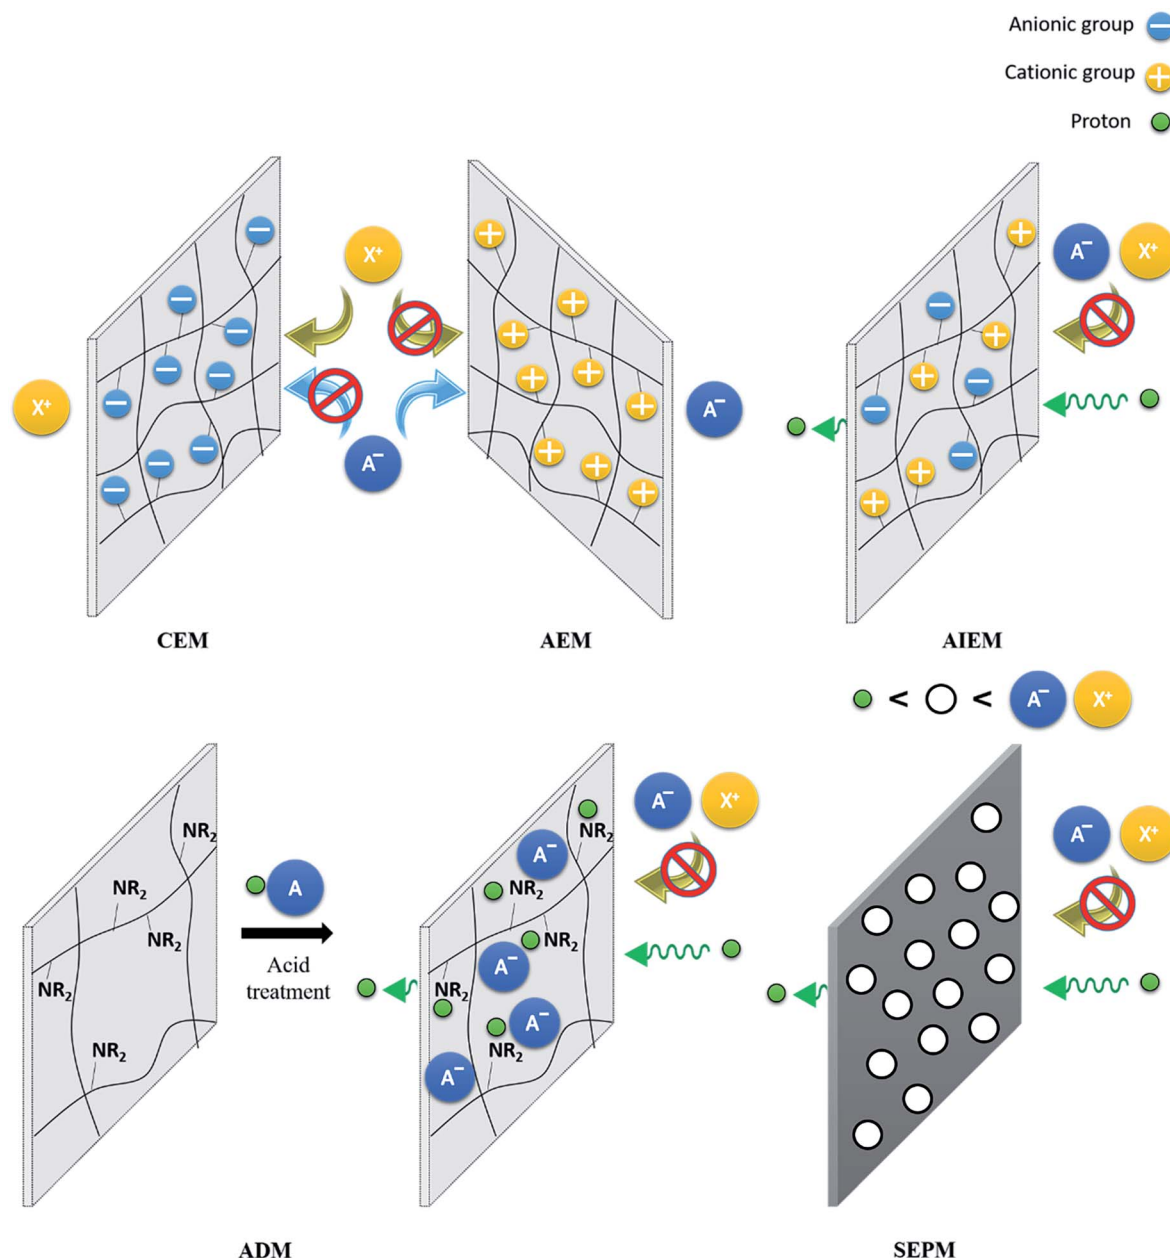 Anionic group −
Cationic group +
Proton
− − − − − − − − − −
X⁺
X⁺
A⁻
+ + + + + + + + + +
A⁻
A⁻ X⁺
+ − + + − − − + +
CEM
AEM
AIEM
< < A⁻ X⁺
NR₂
NR₂
NR₂
NR₂
NR₂
A
Acid
treatment
A⁻ X⁺
NR₂
A⁻
NR₂
NR₂
A⁻
NR₂
A⁻
NR₂
A⁻
A⁻ X⁺
ADM
SEPM